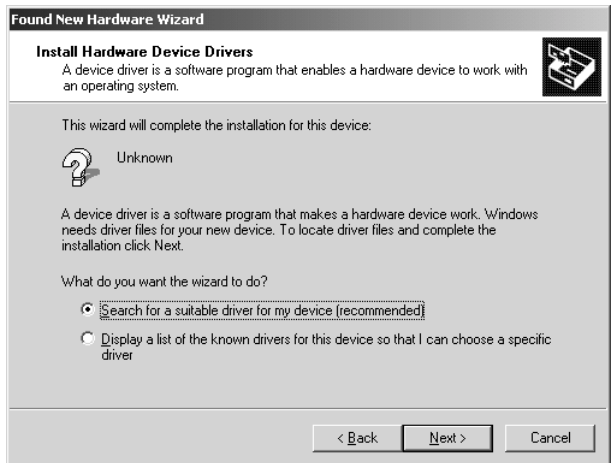 Found New Hardware Wizard
Install Hardware Device Drivers
A device driver is a software program that enables a hardware device to work with
an operating system.
This wizard will complete the installation for this device:
Unknown
A device driver is a software program that makes a hardware device work. Windows
needs driver files for your new device. To locate driver files and complete the
installation click Next.
What do you want the wizard to do?
Search for a suitable driver for my device (recommended)
Display a list of the known drivers for this device so that I can choose a specific
driver
< Back Next > Cancel